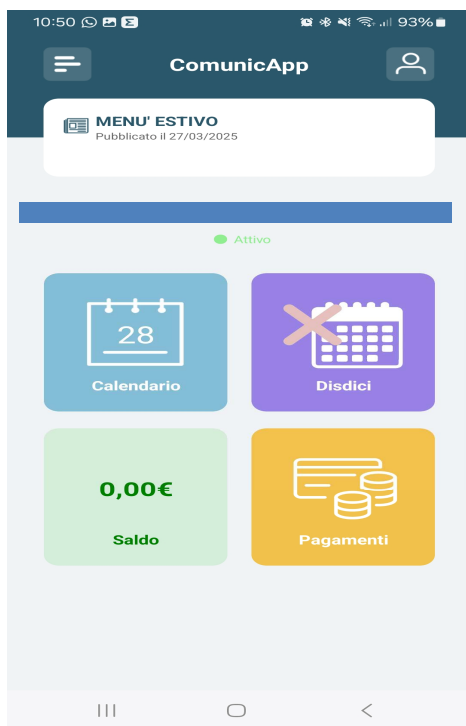 10:50 93%
ComunicApp
MENU' ESTIVO
Pubblicato il 27/03/2025
Attivo
28
Calendario
Disdici
0,00€
Saldo
Pagamenti